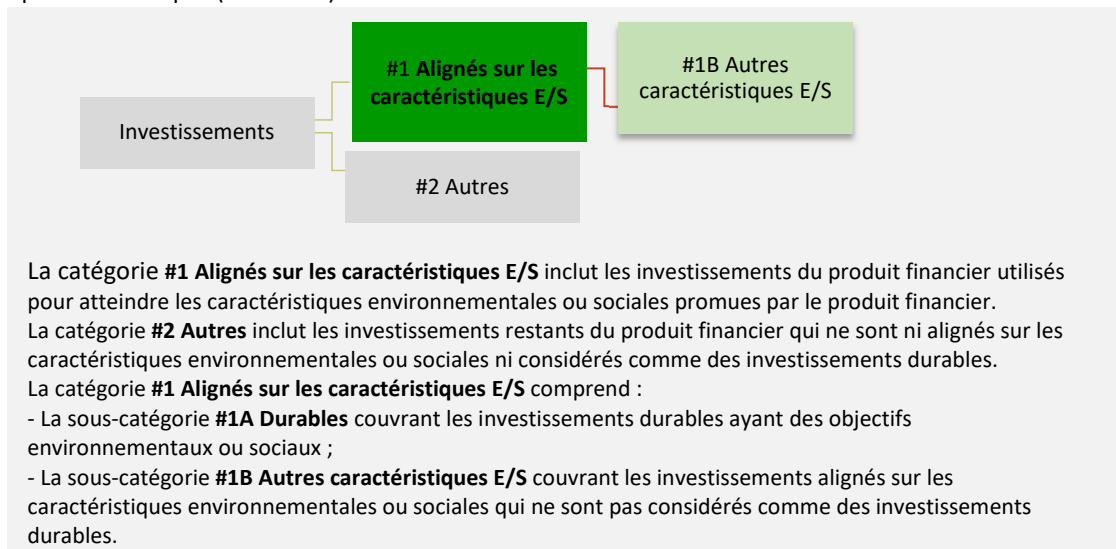 #1 Alignés sur les
caractéristiques E/S
#1B Autres
caractéristiques E/S
Investissements
#2 Autres
La catégorie #1 Alignés sur les caractéristiques E/S inclut les investissements du produit financier utilisés
pour atteindre les caractéristiques environnementales ou sociales promues par le produit financier.
La catégorie #2 Autres inclut les investissements restants du produit financier qui ne sont ni alignés sur les
caractéristiques environnementales ou sociales ni considérés comme des investissements durables.
La catégorie #1 Alignés sur les caractéristiques E/S comprend :
- La sous-catégorie #1A Durables couvrant les investissements durables ayant des objectifs
environnementaux ou sociaux ;
- La sous-catégorie #1B Autres caractéristiques E/S couvrant les investissements alignés sur les
caractéristiques environnementales ou sociales qui ne sont pas considérés comme des investissements
durables.